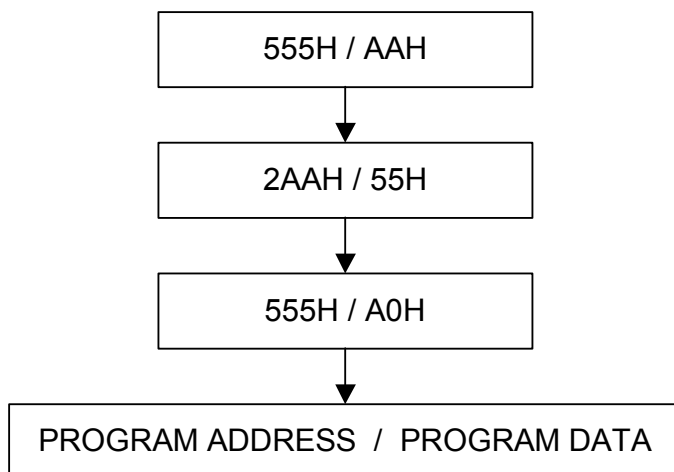 555H / AAH
2AAH / 55H
555H / A0H
PROGRAM ADDRESS / PROGRAM DATA